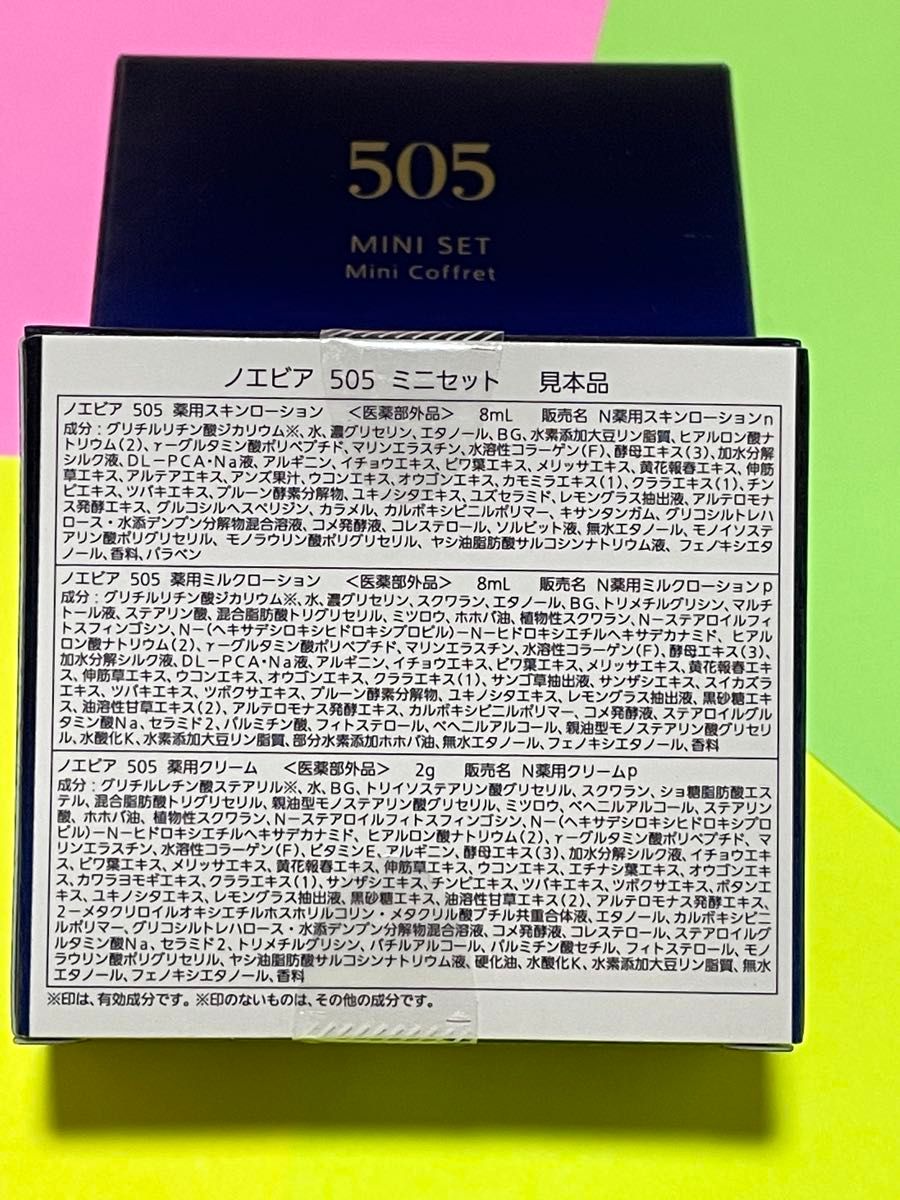 505
MINI SET
Mini Coffret
ノエビア 505 ミニセット 見本品
ノエビア 505 薬用スキンローション <医薬部外品> 8mL 販売名 N薬用スキンローションn
成分：グリチルリチン酸ジカリウム※、水、濃グリセリン、エタノール、BG、水素添加大豆リン脂質、ヒアルロン酸ナ
トリウム(2)、γーグルタミン酸ポリペプチド、マリンエラスチン、水溶性コラーゲン(F)、酵母エキス(3)、加水分解
シルク液、DL－PCA・Na液、アルギニン、イチョウエキス、ビワ葉エキス、メリッサエキス、黄花報春エキス、伸筋
草エキス、アルテアエキス、アンズ果汁、ウコンエキス、オウゴンエキス、カモミラエキス(1)、クララエキス(1)、チン
ピエキス、ツバキエキス、プルーン酵素分解物、ユキノシタエキス、ユズセラミド、レモングラス抽出液、アルテロモナ
ス発酵エキス、グルコシルヘスペリジン、カラメル、カルボキシビニルポリマー、キサンタンガム、グリコシルトレハ
ロース・水添デンプン分解物混合溶液、コメ発酵液、コレステロール、ソルビット液、無水エタノール、モノイソステ
アリン酸ポリグリセリル、モノラウリン酸ポリグリセリル、ヤシ油脂肪酸サルコシンナトリウム液、フェノキシエタ
ノール、香料、パラベン
ノエビア 505 薬用ミルクローション <医薬部外品> 8mL 販売名 N薬用ミルクローションp
成分：グリチルリチン酸ジカリウム※、水、濃グリセリン、スクワラン、エタノール、BG、トリメチルグリシン、マルチ
トール液、ステアリン酸、混合脂肪酸トリグリセリル、ミツロウ、ホホバ油、植物性スクワラン、N－ステアロイルフィ
トスフィンゴシン、N－(ヘキサデシロキシヒドロキシプロピル)－N－ヒドロキシエチルヘキサデカナミド、ヒアル
ロン酸ナトリウム(2)、γーグルタミン酸ポリペプチド、マリンエラスチン、水溶性コラーゲン(F)、酵母エキス(3)、
加水分解シルク液、DL－PCA・Na液、アルギニン、イチョウエキス、ビワ葉エキス、メリッサエキス、黄花報春エキ
ス、伸筋草エキス、ウコンエキス、オウゴンエキス、クララエキス(1)、サンゴ草抽出液、サンザシエキス、スイカズラ
エキス、ツバキエキス、ツボクサエキス、プルーン酵素分解物、ユキノシタエキス、レモングラス抽出液、黒砂糖エキ
ス、油溶性甘草エキス(2)、アルテロモナス発酵エキス、カルボキシビニルポリマー、コメ発酵液、ステアロイルグル
タミン酸Na、セラミド2、パルミチン酸、フィトステロール、ベヘニルアルコール、親油型モノステアリン酸グリセリ
ル、水酸化K、水素添加大豆リン脂質、部分水素添加ホホバ油、無水エタノール、フェノキシエタノール、香料
ノエビア 505 薬用クリーム <医薬部外品> 2g 販売名 N薬用クリームp
成分：グリチルレチン酸ステアリル※、水、BG、トリイソステアリン酸グリセリル、スクワラン、ショ糖脂肪酸エス
テル、混合脂肪酸トリグリセリル、親油型モノステアリン酸グリセリル、ミツロウ、ベヘニルアルコール、ステアリン
酸、ホホバ油、植物性スクワラン、N－ステアロイルフィトスフィンゴシン、N－(ヘキサデシロキシヒドロキシプロ
ピル)－N－ヒドロキシエチルヘキサデカナミド、ヒアルロン酸ナトリウム(2)、γーグルタミン酸ポリペプチド、マ
リンエラスチン、水溶性コラーゲン(F)、ビタミンE、アルギニン、酵母エキス(3)、加水分解シルク液、イチョウエキ
ス、ビワ葉エキス、メリッサエキス、黄花報春エキス、伸筋草エキス、ウコンエキス、エチナシ葉エキス、オウゴンエキ
ス、カワラヨモギエキス、クララエキス(1)、サンザシエキス、チンピエキス、ツバキエキス、ツボクサエキス、ボタンエ
キス、ユキノシタエキス、レモングラス抽出液、黒砂糖エキス、油溶性甘草エキス(2)、アルテロモナス発酵エキス、
2－メタクリロイルオキシエチルホスホリルコリン・メタクリル酸ブチル共重合体液、エタノール、カルボキシビニ
ルポリマー、グリコシルトレハロース・水添デンプン分解物混合溶液、コメ発酵液、コレステロール、ステアロイルグ
ルタミン酸Na、セラミド2、トリメチルグリシン、バチルアルコール、パルミチン酸セチル、フィトステロール、モノ
ラウリン酸ポリグリセリル、ヤシ油脂肪酸サルコシンナトリウム液、硬化油、水酸化K、水素添加大豆リン脂質、無水
エタノール、フェノキシエタノール、香料
※印は、有効成分です。※印のないものは、その他の成分です。